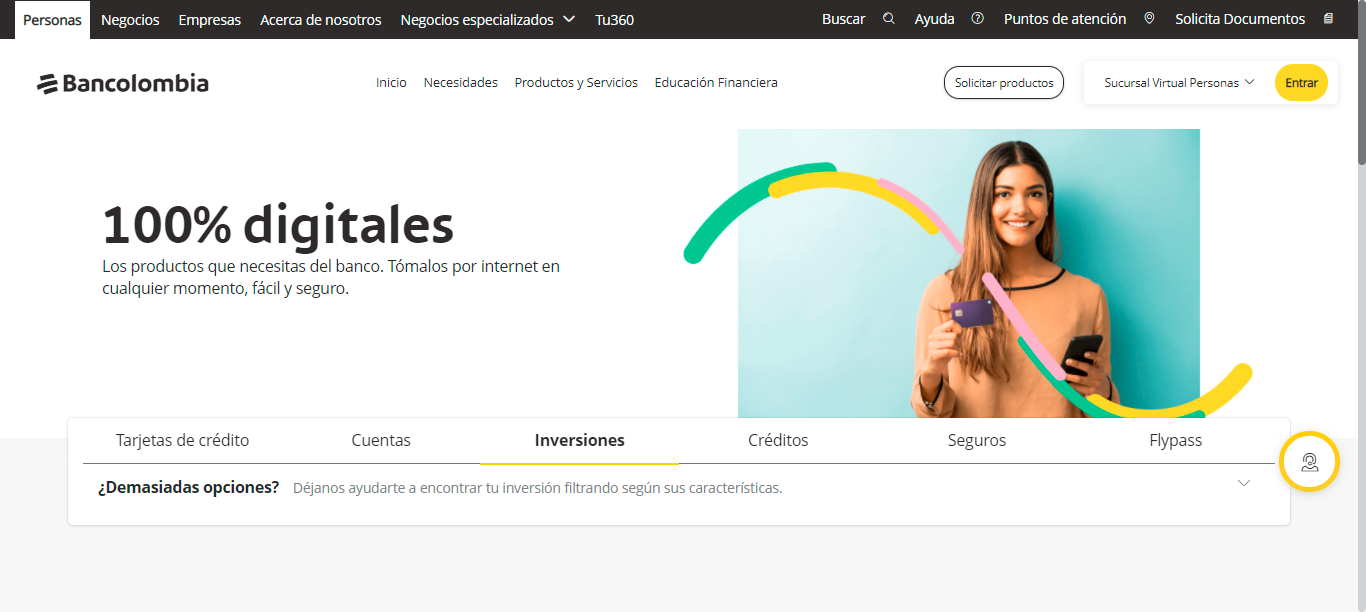 Personas Negocios Empresas Acerca de nosotros Negocios especializados Tu360 Buscar Ayuda Puntos de atención Solicita Documentos
Bancolombia Inicio Necesidades Productos y Servicios Educación Financiera Solicitar productos Sucursal Virtual Personas Entrar
100% digitales
Los productos que necesitas del banco. Tómalos por internet en
cualquier momento, fácil y seguro.
Tarjetas de crédito Cuentas Inversiones Créditos Seguros Flypass
¿Demasiadas opciones? Déjanos ayudarte a encontrar tu inversión filtrando según sus características.